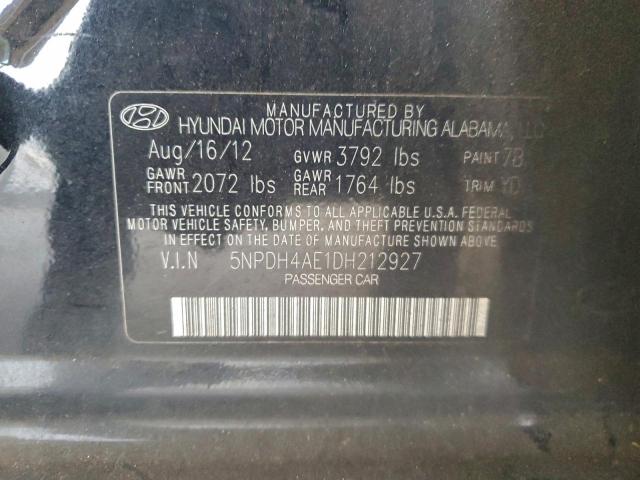 MANUFACTURED BY
HYUNDAI MOTOR MANUFACTURING ALABAMA, LLC
Aug/16/12 GVWR 3792 lbs PAINT 7B
GAWR FRONT 2072 lbs GAWR REAR 1764 lbs TRIM YD
THIS VEHICLE CONFORMS TO ALL APPLICABLE U.S.A. FEDERAL
MOTOR VEHICLE SAFETY, BUMPER, AND THEFT PREVENTION STANDARDS
IN EFFECT ON THE DATE OF MANUFACTURE SHOWN ABOVE.
V.I.N 5NPDH4AE1DH212927
PASSENGER CAR